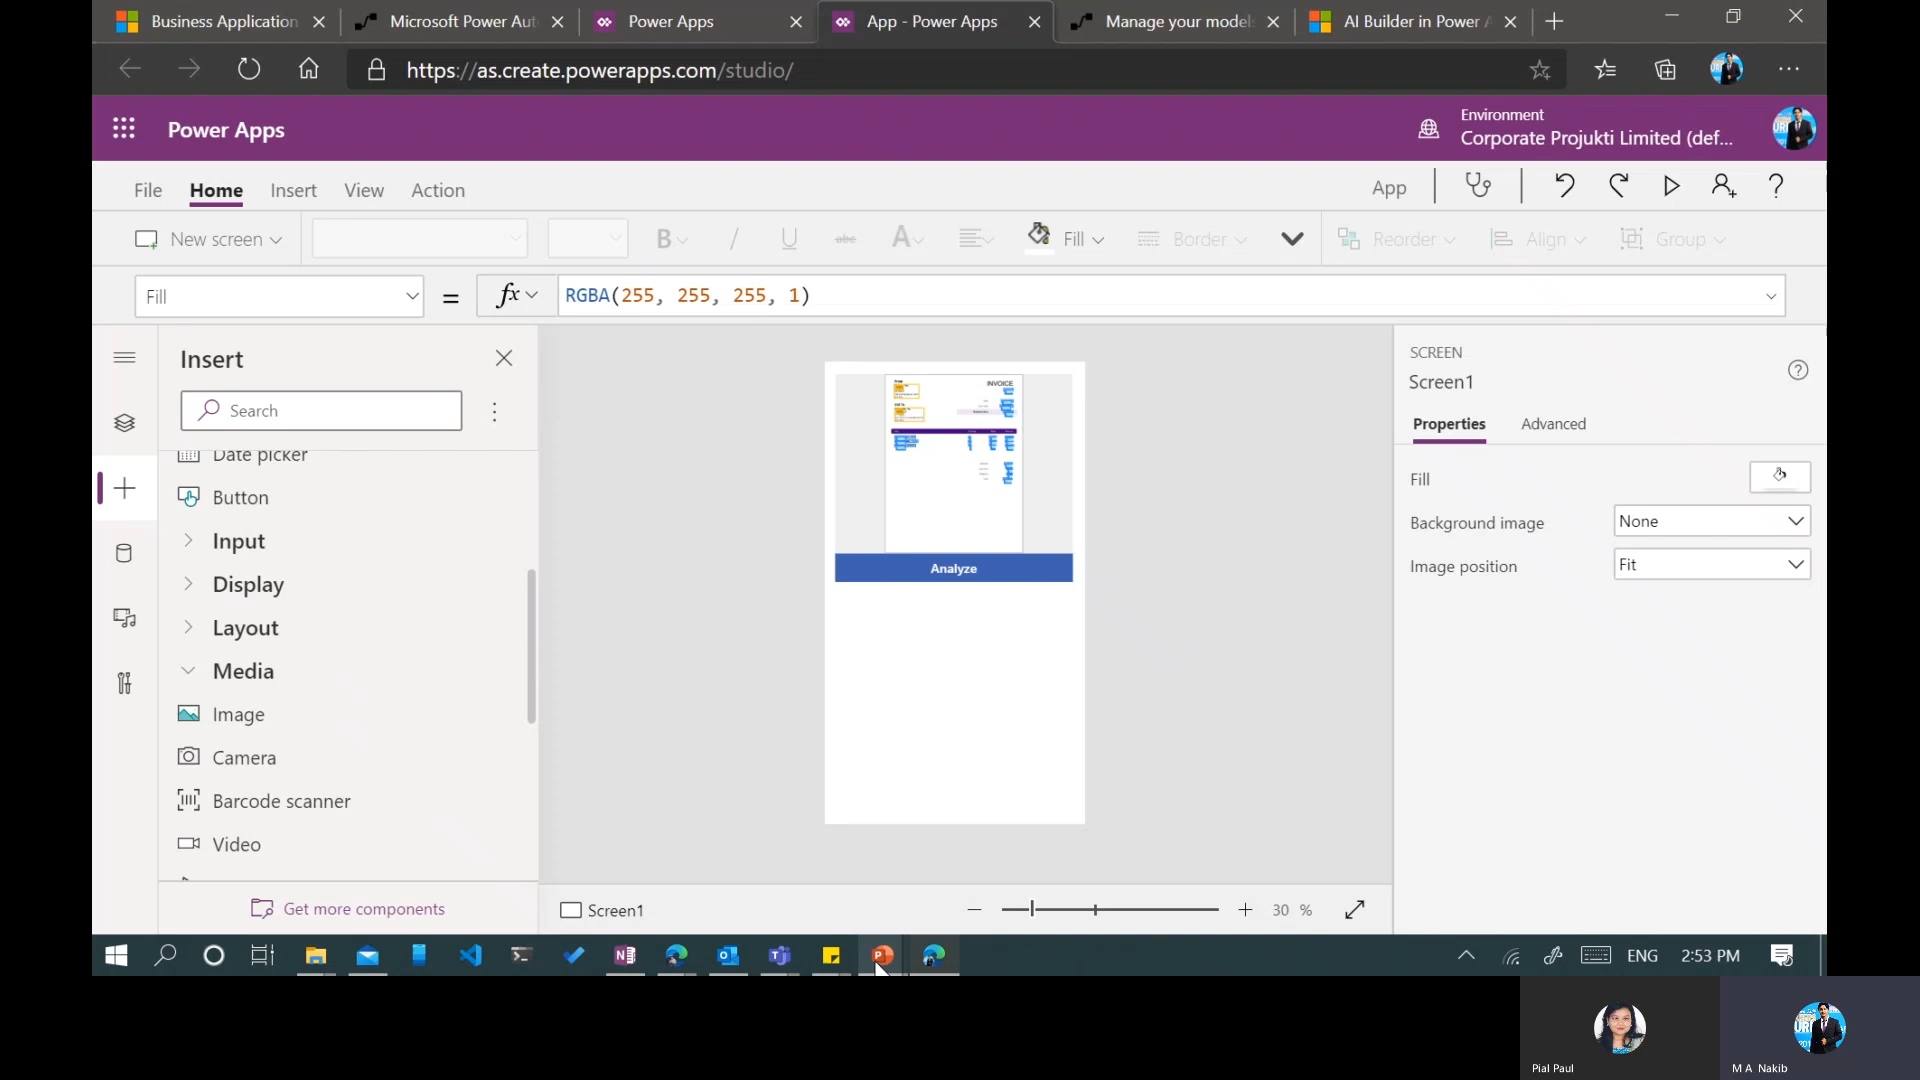 Business Application
Microsoft Power Aut
Power Apps
App - Power Apps
Manage your models
AI Builder in Power A
https://as.create.powerapps.com/studio/
Power Apps
Environment
Corporate Projukti Limited (def...
File
Home
Insert
View
Action
App
New screen
B
/
U
abc
A
Fill
Border
Reorder
Align
Group
Fill
=
fx
RGBA(255, 255, 255, 1)
Insert
Search
Date picker
Button
Input
Display
Layout
Media
Image
Camera
Barcode scanner
Video
Get more components
INVOICE
Analyze
Screen1
30 %
SCREEN
Screen1
Properties
Advanced
Fill
Background image
None
Image position
Fit
ENG
2:53 PM
Pial Paul
M A Nakib